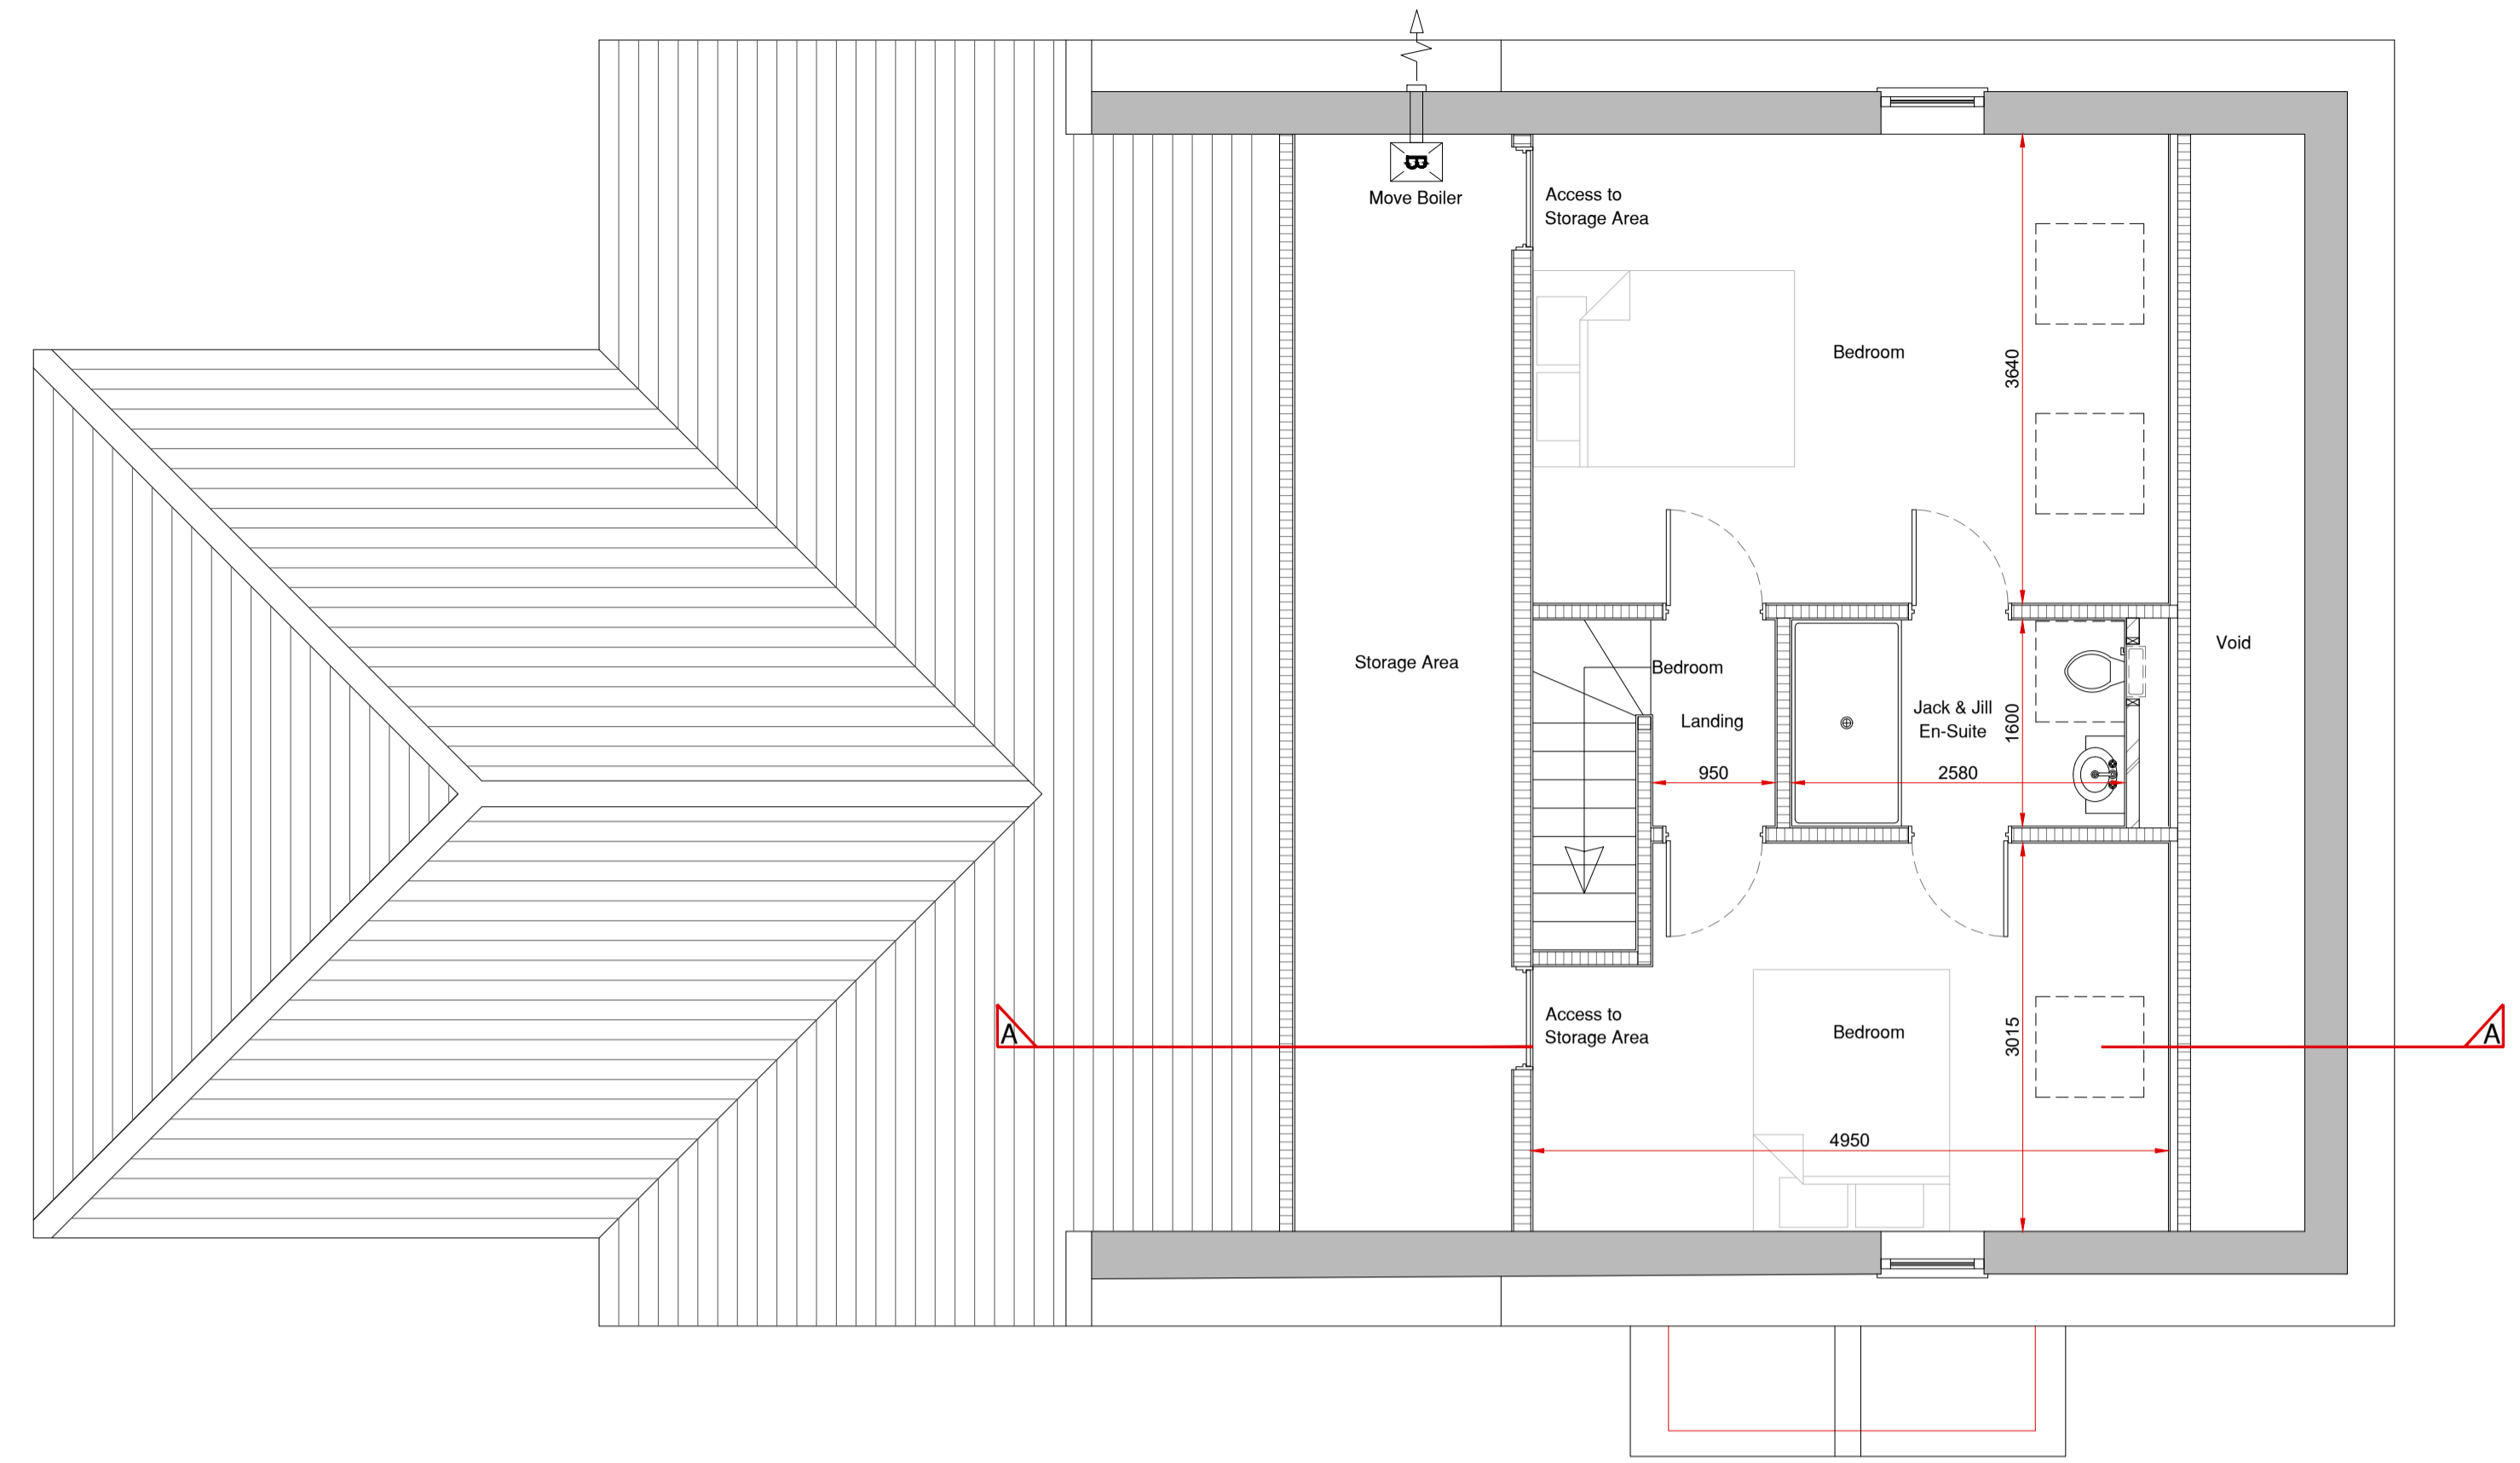 B
Move Boiler
Access to
Storage Area
Bedroom
3640
Storage Area
Bedroom
Landing
Jack & Jill
En-Suite
1600
Void
950
2580
A
Access to
Storage Area
Bedroom
3015
A
4950